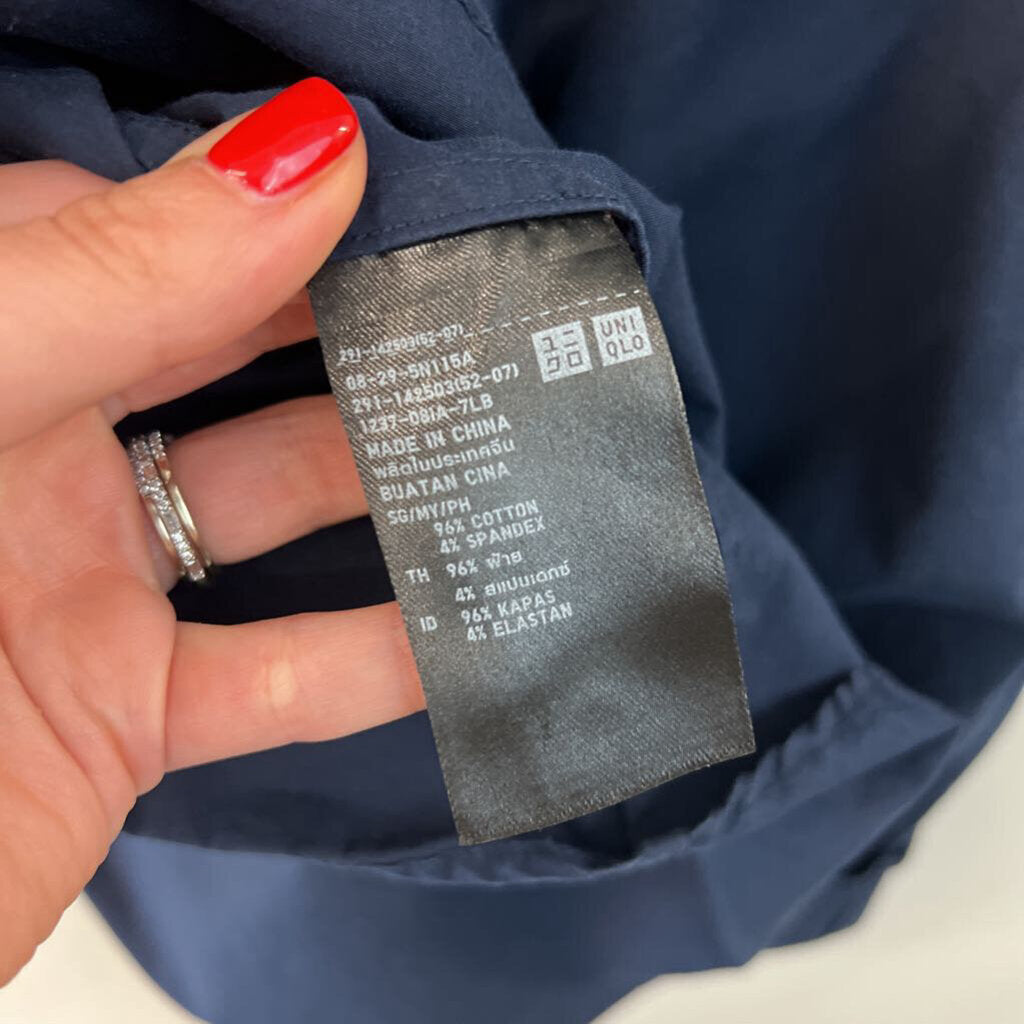 291-142503(52-07)
ユニ
クロ
UNI
QLO
08-29-5N115A
291-142503(52-07)
1237-081A-7LB
MADE IN CHINA
ผลิตในประเทศจีน
BUATAN CINA
SG/MY/PH
96% COTTON
4% SPANDEX
TH 96% ฝ้าย
4% สแปนเดกซ์
ID 96% KAPAS
4% ELASTAN